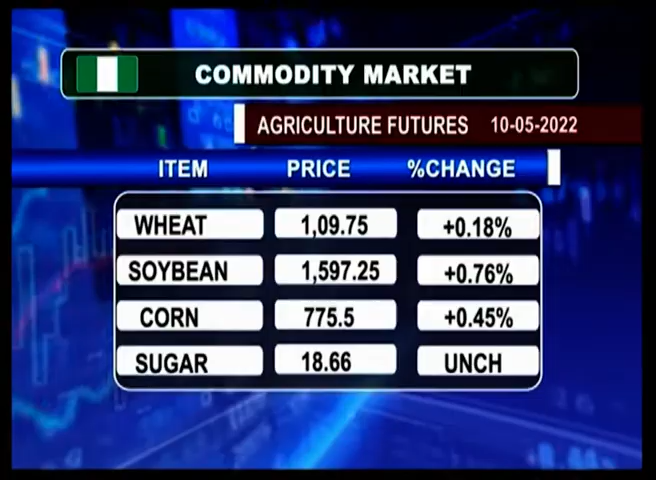 COMMODITY MARKET
AGRICULTURE FUTURES 10-05-2022
ITEM PRICE %CHANGE
WHEAT 1,09.75 +0.18%
SOYBEAN 1,597.25 +0.76%
CORN 775.5 +0.45%
SUGAR 18.66 UNCH